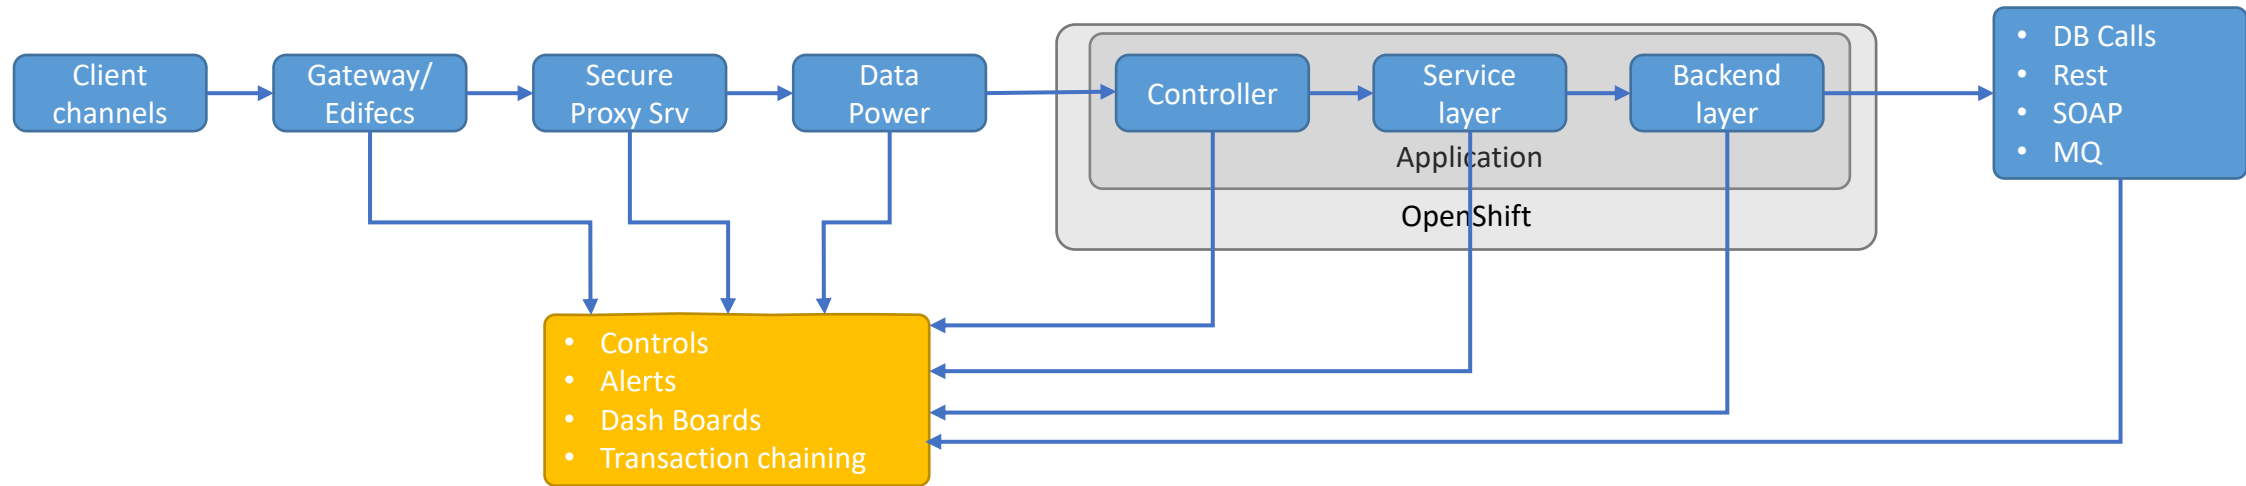 Client
channels
Gateway/
Edifecs
Secure
Proxy Srv
Data
Power
Controller
Service
layer
Backend
layer
Application
OpenShift
• DB Calls
• Rest
• SOAP
• MQ
• Controls
• Alerts
• Dash Boards
• Transaction chaining